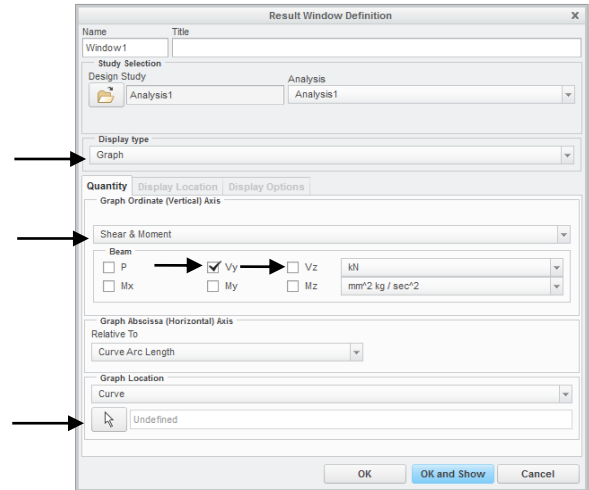 Result Window Definition X
Name Title
Window1
Study Selection
Design Study Analysis
Analysis1 Analysis1
Display type
Graph
Quantity Display Location Display Options
Graph Ordinate (Vertical) Axis
Shear & Moment
Beam
P Vy Vz kN
Mx My Mz mm^2 kg / sec^2
Graph Abscissa (Horizontal) Axis
Relative To
Curve Arc Length
Graph Location
Curve
Undefined
OK OK and Show Cancel